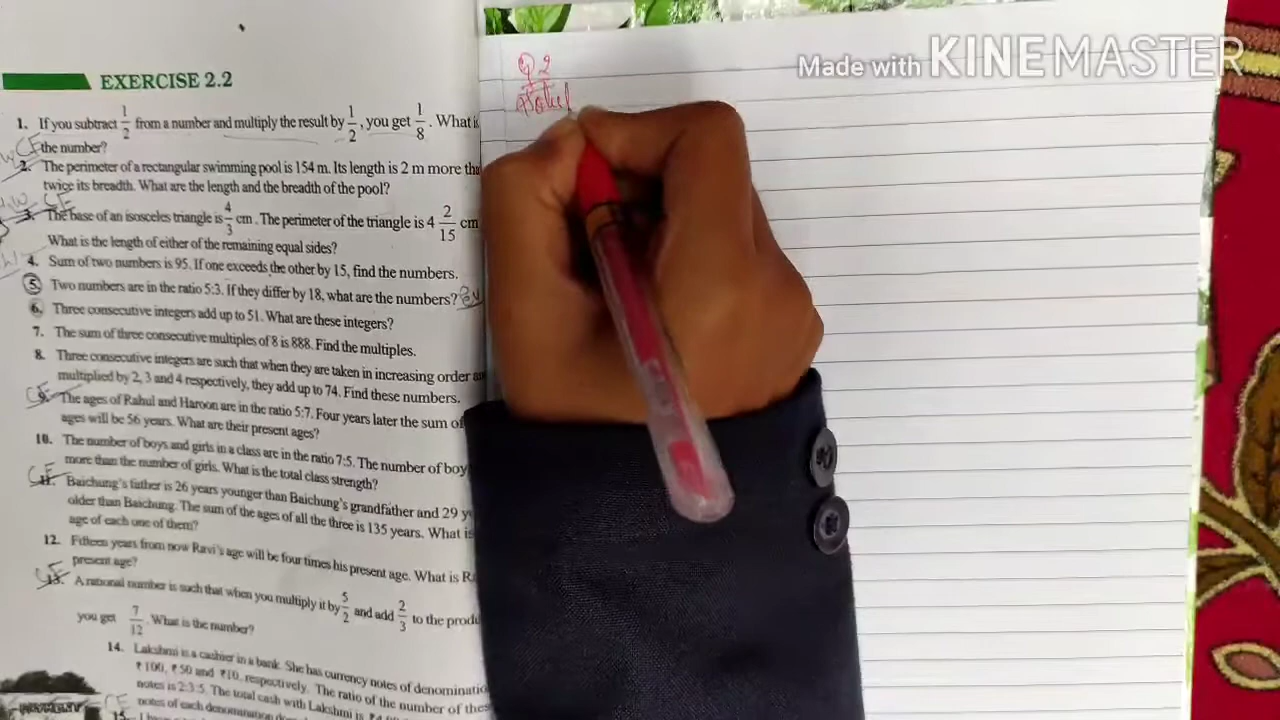 Made with KINEMASTER
EXERCISE 2.2
1. If you subtract 1/2 from a number and multiply the result by 1/2, you get 1/8. What is
the number?
2. The perimeter of a rectangular swimming pool is 154 m. Its length is 2 m more
twice its breadth. What are the length and the breadth of the pool?
3. The base of an isosceles triangle is 4/3 cm. The perimeter of the triangle is 4 2/15 cm
What is the length of either of the remaining equal sides?
4. Sum of two numbers is 95. If one exceeds the other by 15, find the numbers.
5. Two numbers are in the ratio 5:3. If they differ by 18, what are the numbers?
6. Three consecutive integers add up to 51. What are these integers?
7. The sum of three consecutive multiples of 8 is 888. Find the multiples.
8. Three consecutive integers are such that when they are taken in increasing order
multiplied by 2, 3 and 4 respectively, they add up to 74. Find these numbers.
CF
9. The ages of Rahul and Haroon are in the ratio 5:7. Four years later the sum of
ages will be 56 years. What are their present ages?
10. The number of boys and girls in a class are in the ratio 7:5. The number of boy
more than the number of girls. What is the total class strength?
CF
11. Baichung's father is 26 years younger than Baichung's grandfather and 29 y
older than Baichung. The sum of the ages of all the three is 135 years. What is
age of each one of them?
12. Fifteen years from now Ravi's age will be four times his present age. What is R
present age?
CF
13. A rational number is such that when you multiply it by 5/2 and add 2/3 to the produ
you get 7/12. What is the number?
14. Lakshmi is a cashier in a bank. She has currency notes of denominatio
₹100, ₹50 and ₹10, respectively. The ratio of the number of thes
notes is 2:3:5. The total cash with Lakshmi is
notes of each denomination
15. I have
Q 2